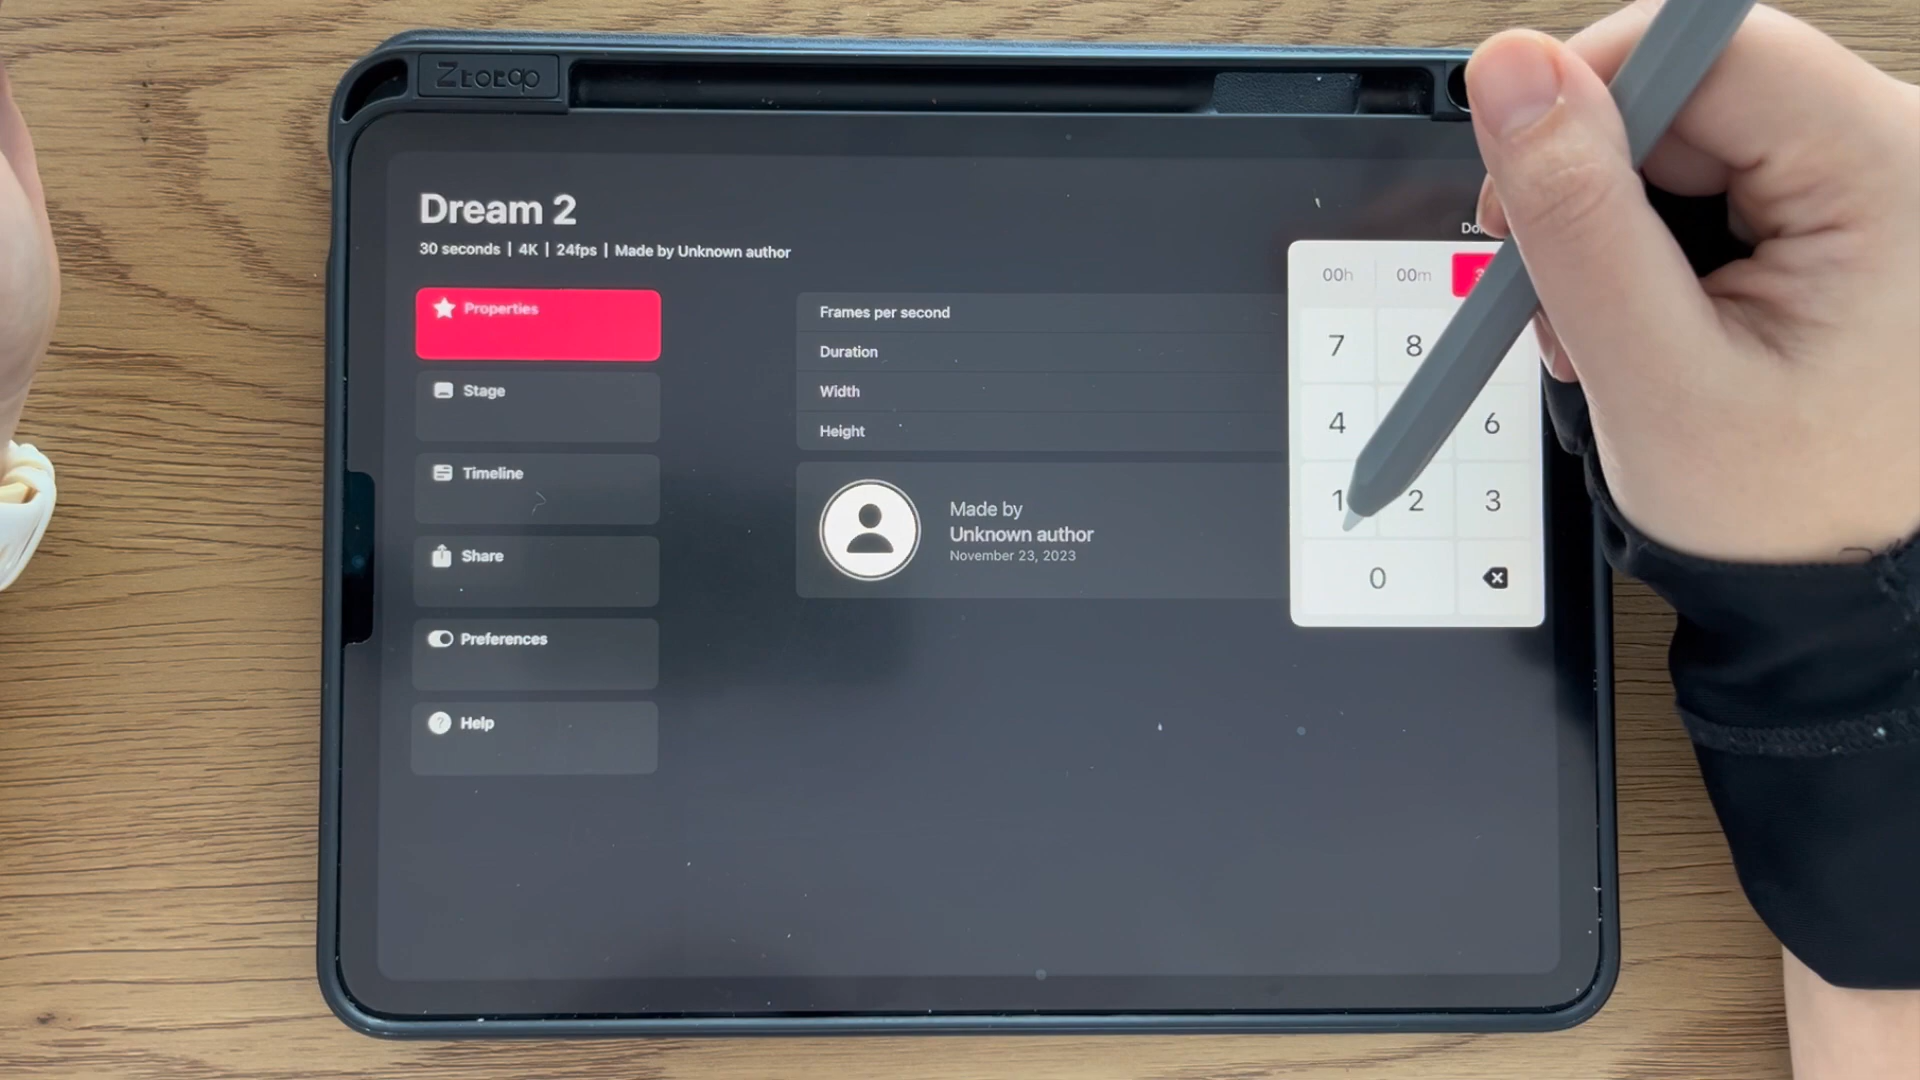 ZtotOp
Dream 2
30 seconds | 4K | 24fps | Made by Unknown author
Properties
Stage
Timeline
Share
Preferences
Help
Frames per second
Duration
Width
Height
Made by
Unknown author
November 23, 2023
00h 00m
7 8
4 6
1 2 3
0